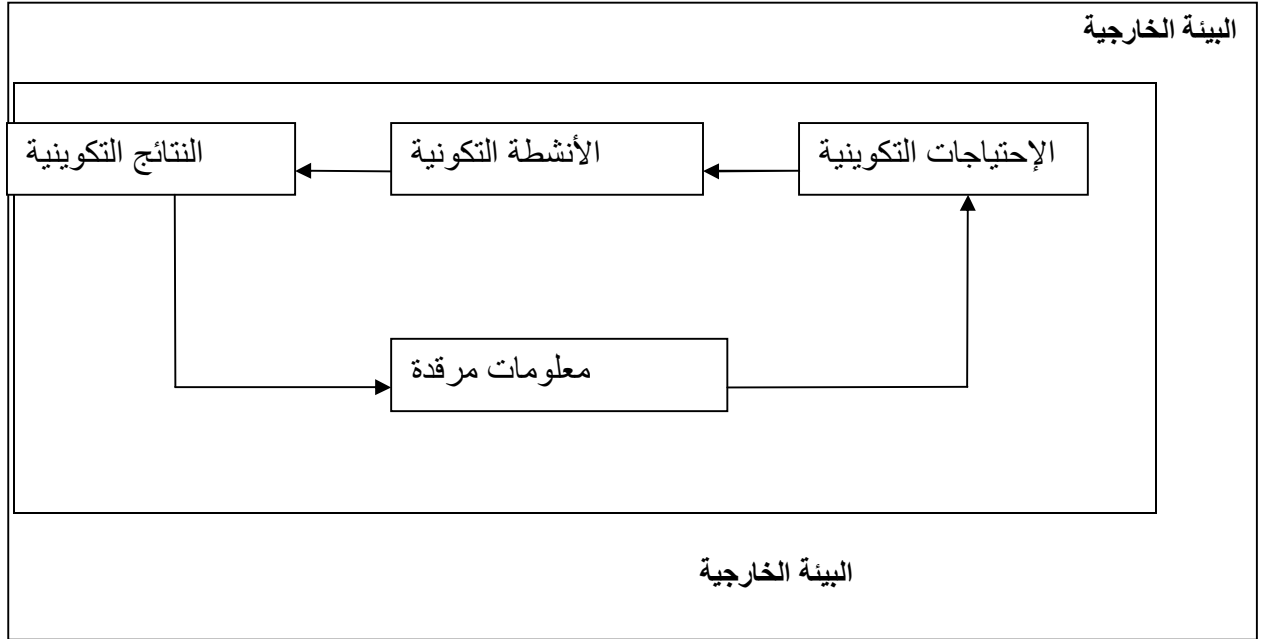 البيئة الخارجية
الإحتياجات التكوينية
الأنشطة التكونية
النتائج التكوينية
معلومات مرقدة
البيئة الخارجية